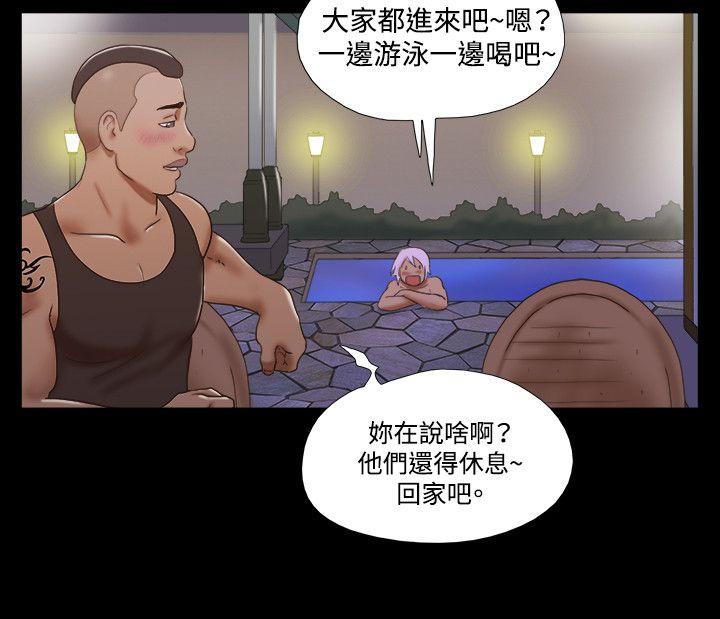 大家都進來吧~嗯？
一邊游泳一邊喝吧~
妳在說啥啊？
他們還得休息~
回家吧。